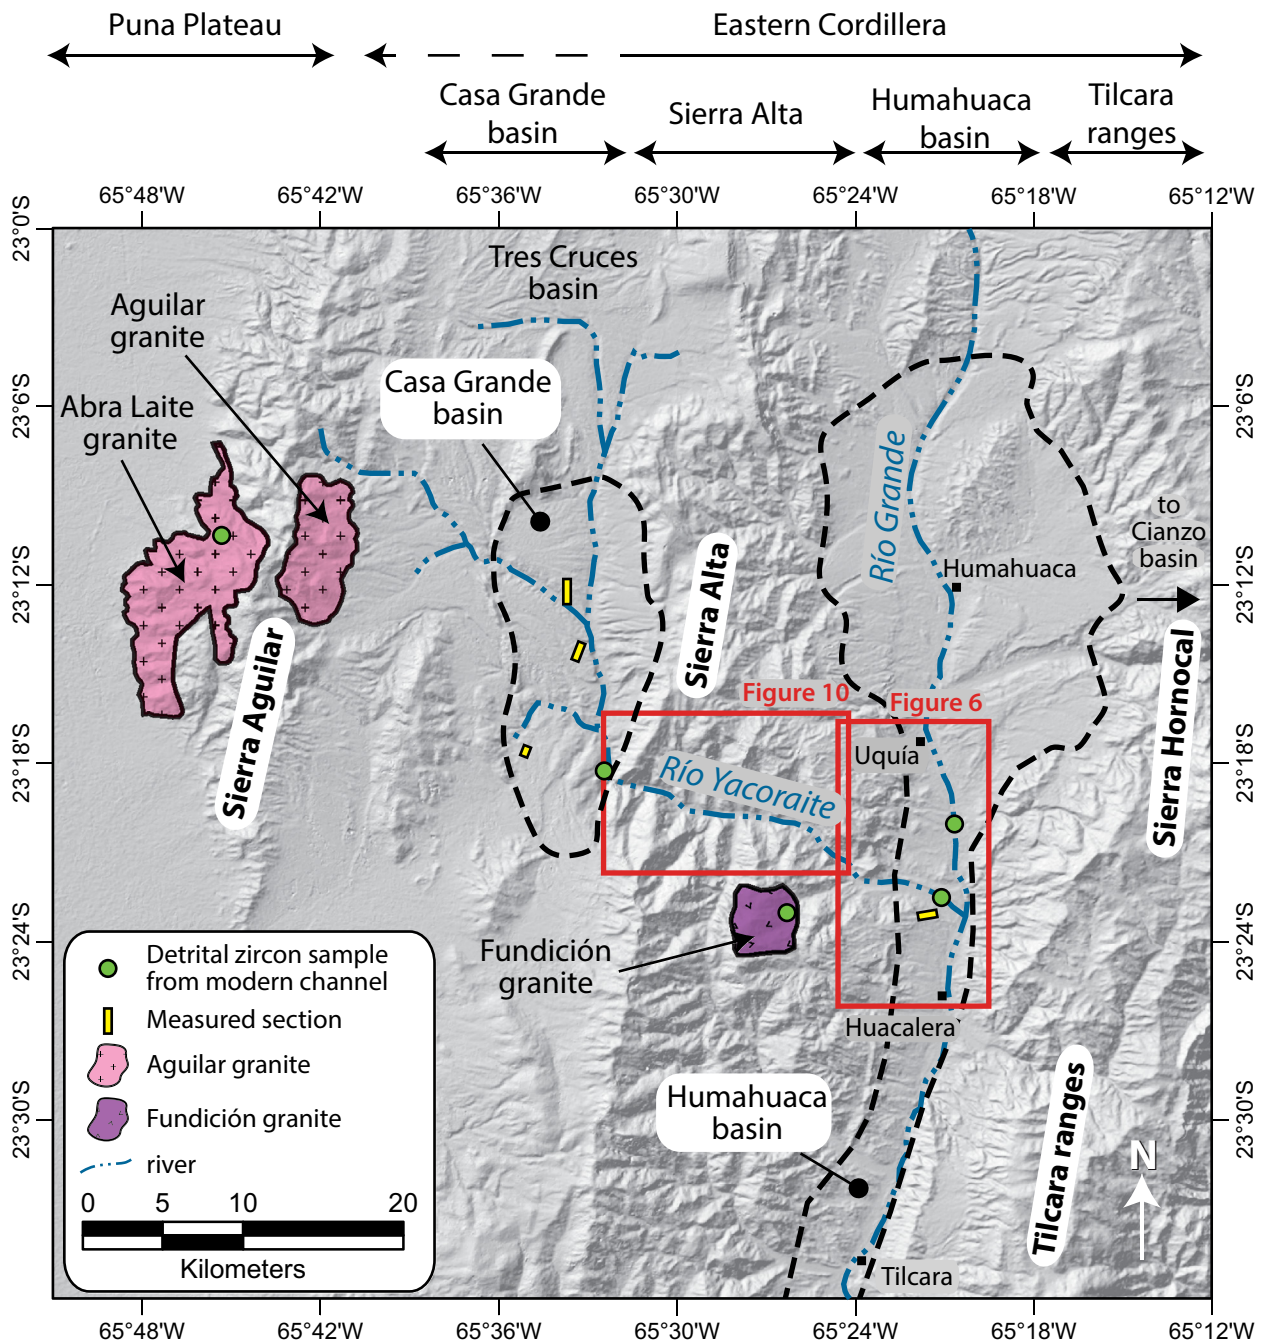 Puna Plateau
Eastern Cordillera
Casa Grande
basin
Sierra Alta
Humahuaca
basin
Tilcara
ranges
65°48'W
65°42'W
65°36'W
65°30'W
65°24'W
65°18'W
65°12'W
23°0'S
23°0'S
Tres Cruces
basin
Aguilar
granite
Casa Grande
basin
Abra Laite
granite
23°6'S
23°6'S
Río Grande
to
Cianzo
basin
Humahuaca
23°12'S
23°12'S
Sierra Alta
Sierra Aguilar
Sierra Hornocal
Figure 10
Figure 6
Uquía
23°18'S
23°18'S
Río Yacoraite
Fundición
granite
23°24'S
23°24'S
Huacalera
Detrital zircon sample
from modern channel
Measured section
Aguilar granite
Fundición granite
river
0
5
10
20
Kilometers
Humahuaca
basin
23°30'S
23°30'S
Tilcara ranges
N
Tilcara
65°48'W
65°42'W
65°36'W
65°30'W
65°24'W
65°18'W
65°12'W